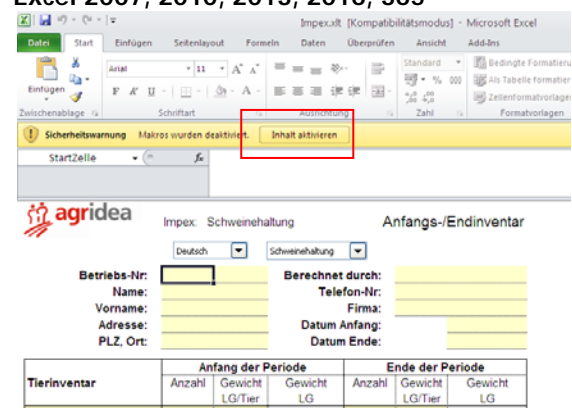 Excel 2007, 2010, 2013, 2016, 365
Impex.xlt [Kompatibilitätsmodus] - Microsoft Excel
Datei Start Einfügen Seitenlayout Formeln Daten Überprüfen Ansicht Add-Ins
Einfügen Arial 11 A A Standard Bedingte Formatieru
F K U A % 000 Als Tabelle formatier
Zellenformatvorlage
Zwischenablage Schriftart Ausrichtung Zahl Formatvorlagen
Sicherheitswarnung Makros wurden deaktiviert. Inhalt aktivieren
StartZelle fx
agridea Impex: Schweinehaltung Anfangs-/Endinventar
Deutsch Schweinehaltung
Betriebs-Nr: Berechnet durch:
Name: Telefon-Nr:
Vorname: Firma:
Adresse: Datum Anfang:
PLZ, Ort: Datum Ende:
Anfang der Periode Ende der Periode
Tierinventar Anzahl Gewicht Gewicht Anzahl Gewicht Gewicht
LG/Tier LG LG/Tier LG